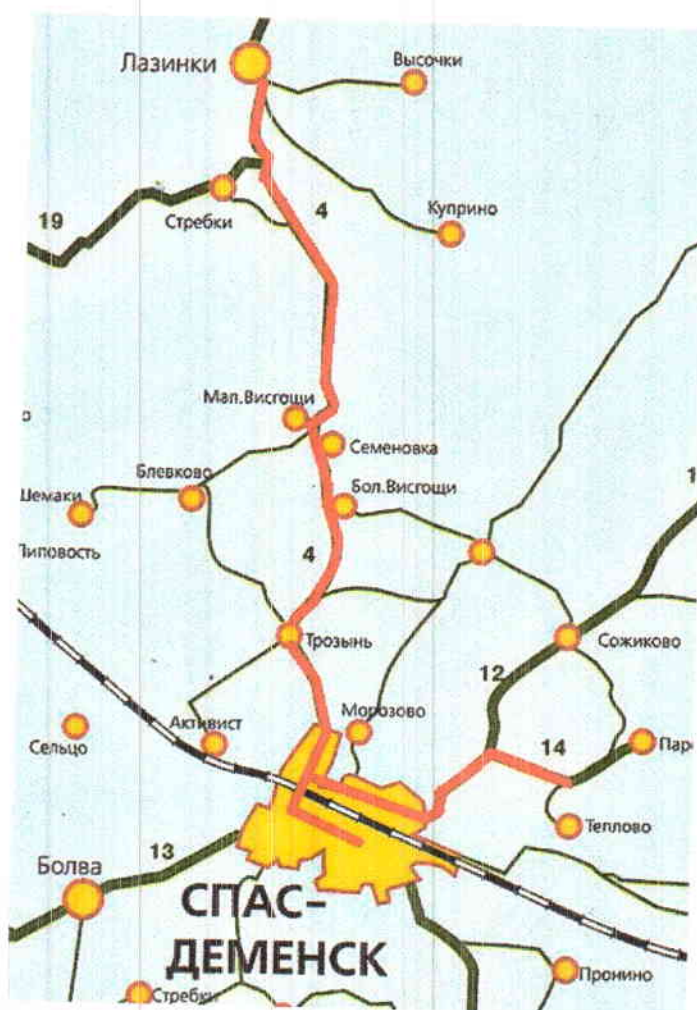 Лазинки
Высочки
19
Стребки
4
Куприно
Мал.Висгощи
Семеновка
Блевково
Бол.Висгощи
4
Трозынь
Сожиково
12
Морозово
Активист
Сельцо
14
Теплово
13
Болва
СПАС-
ДЕМЕНСК
Пронино
Стребки